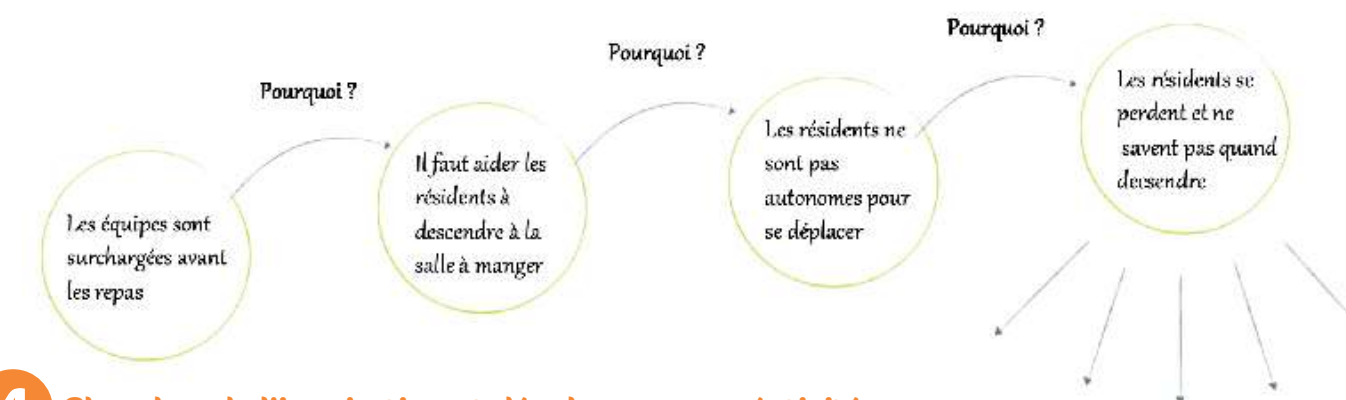 Pourquoi ?
Pourquoi ?
Pourquoi ?
Les équipes sont
surchargées avant
les repas
Il faut aider les
résidents à
descendre à la
salle à manger
Les résidents ne
sont pas
autonomes pour
se déplacer
Les résidents se
perdent et ne
savent pas quand
decsendre